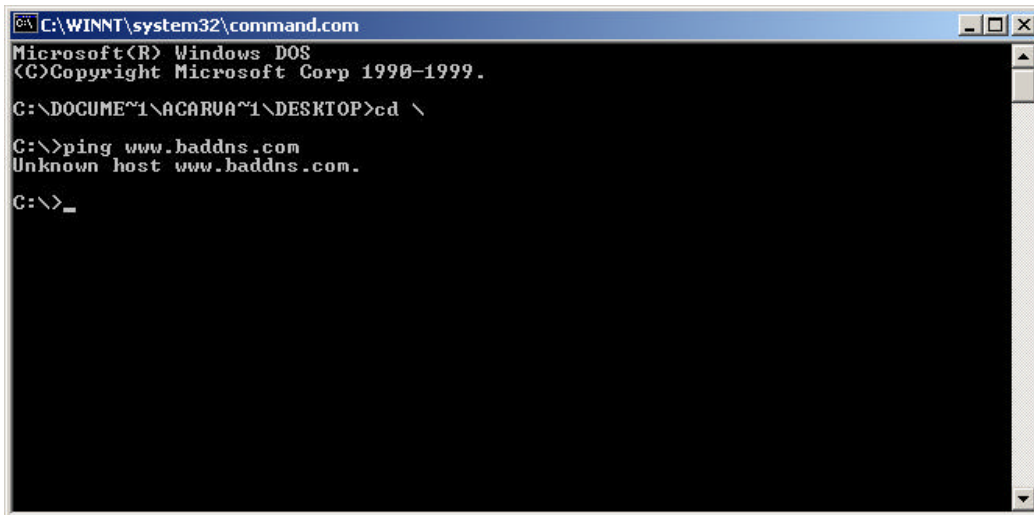 C:\WINNT\system32\command.com
Microsoft(R) Windows DOS
(C)Copyright Microsoft Corp 1990-1999.
C:\DOCUME~1\ACARVA~1\DESKTOP>cd \
C:\>ping www.baddns.com
Unknown host www.baddns.com.
C:\>_